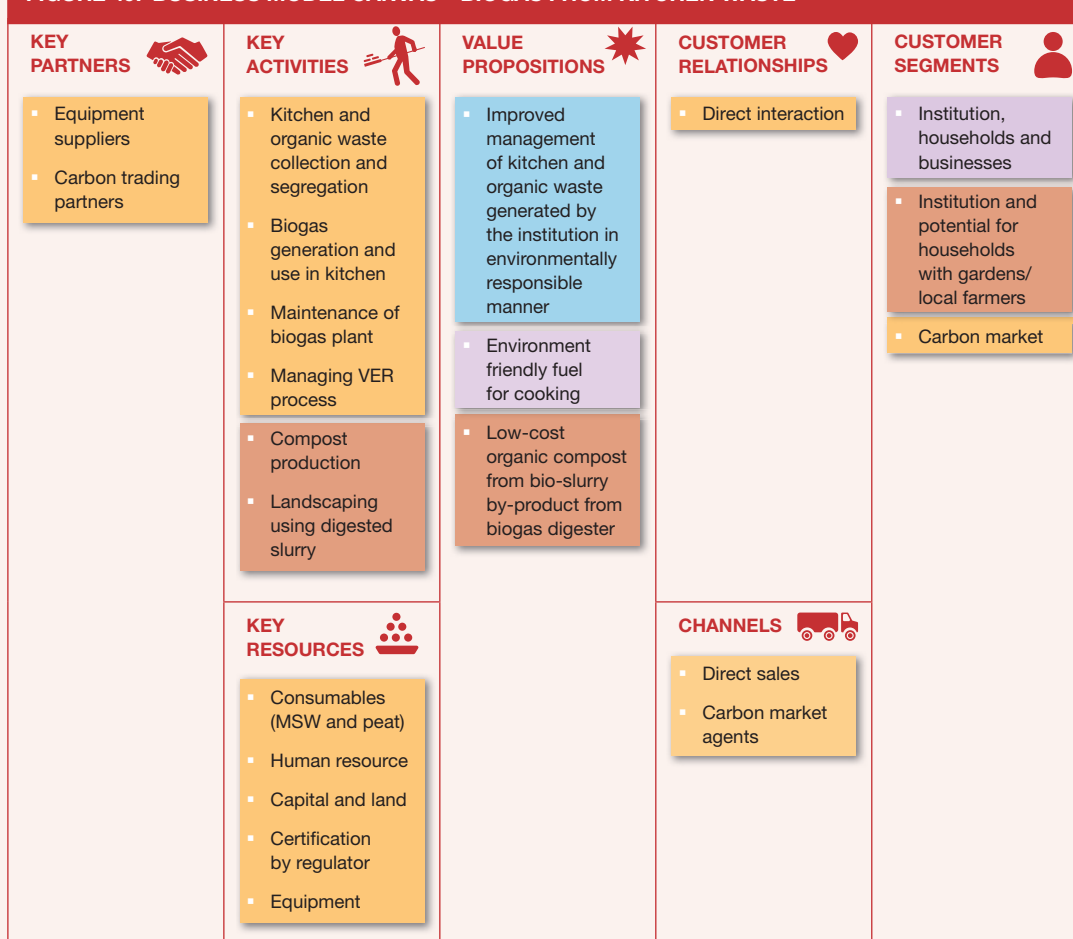 KEY
PARTNERS
Equipment
suppliers
Carbon trading
partners
KEY
ACTIVITIES
Kitchen and
organic waste
collection and
segregation
Biogas
generation and
use in kitchen
Maintenance of
biogas plant
Managing VER
process
Compost
production
Landscaping
using digested
slurry
KEY
RESOURCES
Consumables
(MSW and peat)
Human resource
Capital and land
Certification
by regulator
Equipment
VALUE
PROPOSITIONS
Improved
management
of kitchen and
organic waste
generated by
the institution in
environmentally
responsible
manner
Environment
friendly fuel
for cooking
Low-cost
organic compost
from bio-slurry
by-product from
biogas digester
CUSTOMER
RELATIONSHIPS
Direct interaction
CHANNELS
Direct sales
Carbon market
agents
CUSTOMER
SEGMENTS
Institution,
households and
businesses
Institution and
potential for
households
with gardens/
local farmers
Carbon market